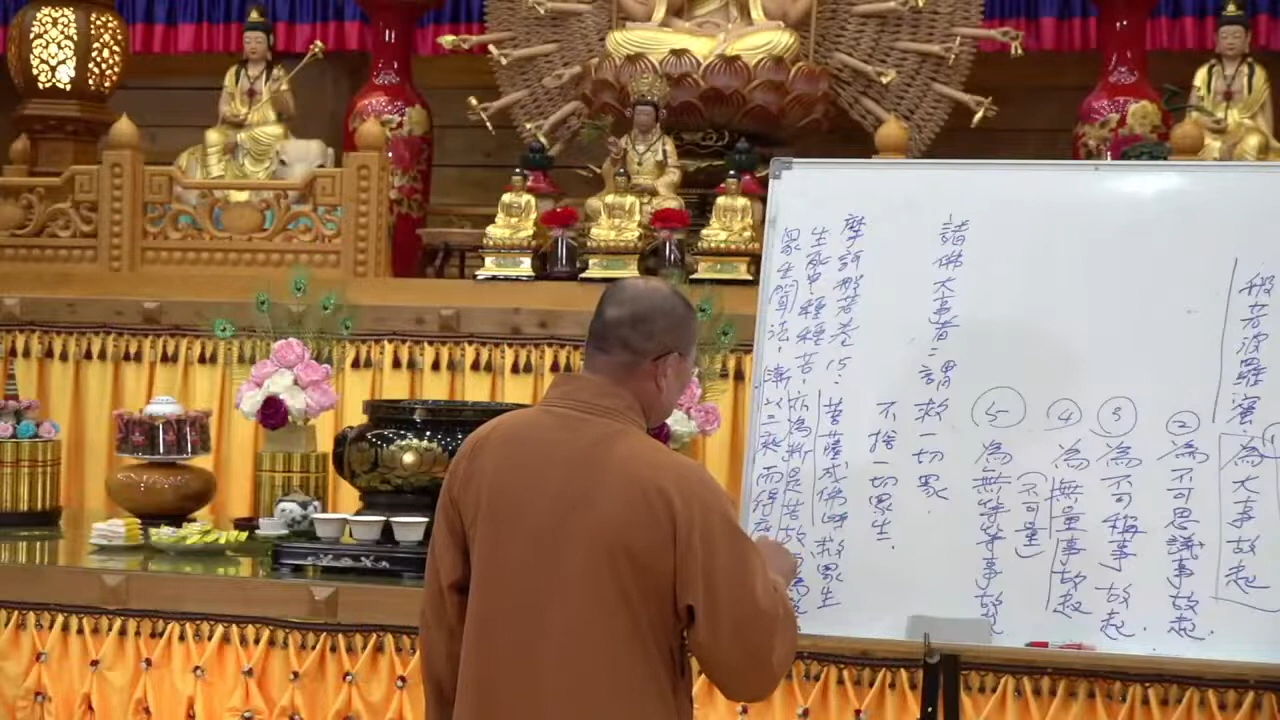 般若波羅蜜
①為大事故起
②為不可思議事故起.
③為不可稱事故起.
④為無量事故起
(不可量)
⑤為無等等事故
諸佛大事者:謂救一切眾.
不捨一切眾生.
摩訶般若卷15:菩薩成佛時救眾生
生死中種種苦,亦為斷是苦故
眾生聞法,漸以三乘而得度